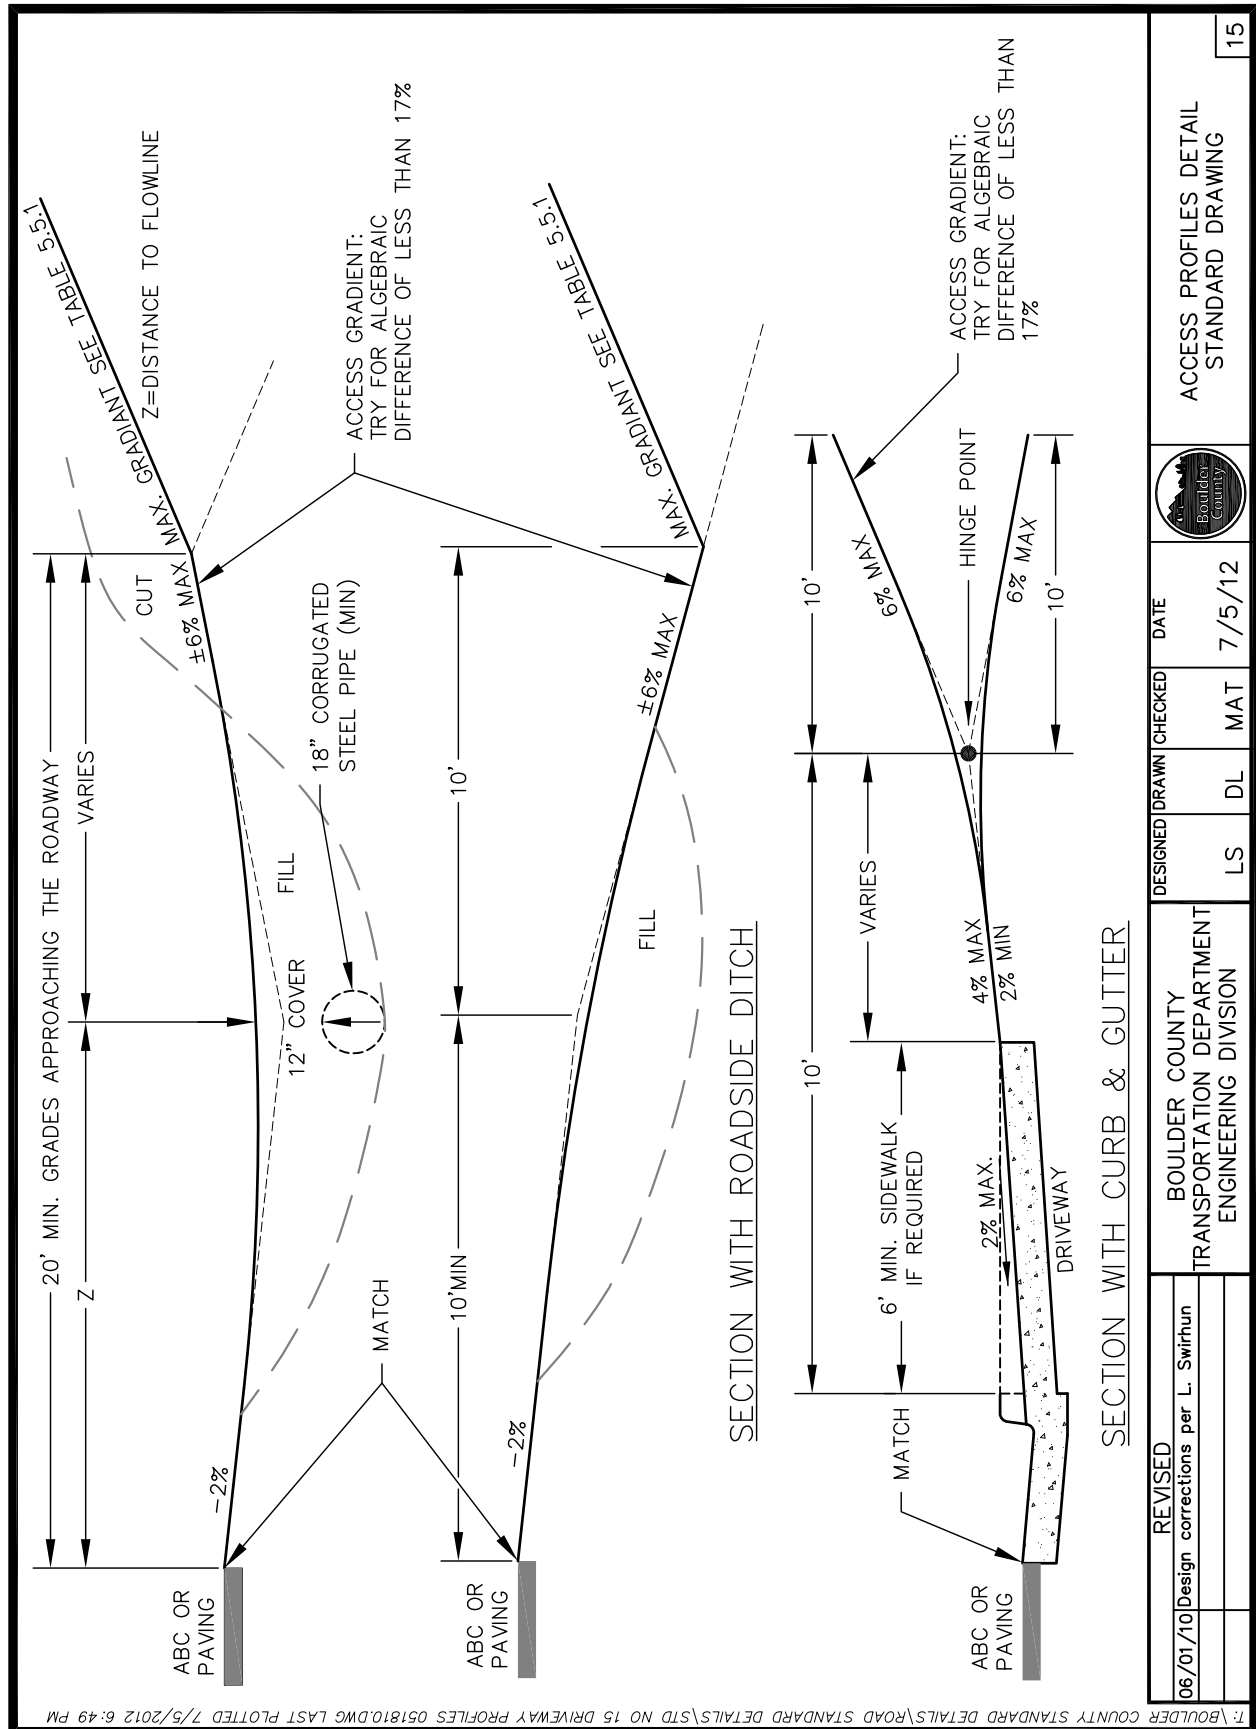 20' MIN. GRADES APPROACHING THE ROADWAY
Z
VARIES
MAX. GRADIANT SEE TABLE 5.5.1
Z=DISTANCE TO FLOWLINE
CUT
±6% MAX
-2%
ABC OR
PAVING
FILL
12" COVER
18" CORRUGATED
STEEL PIPE (MIN)
ACCESS GRADIENT:
TRY FOR ALGEBRAIC
DIFFERENCE OF LESS THAN 17%
MATCH
10'MIN
10'
MAX. GRADIANT SEE TABLE 5.5.1
±6% MAX
-2%
ABC OR
PAVING
FILL
SECTION WITH ROADSIDE DITCH
10'
10'
VARIES
6' MIN. SIDEWALK
IF REQUIRED
MATCH
6% MAX
ACCESS GRADIENT:
TRY FOR ALGEBRAIC
DIFFERENCE OF LESS THAN
17%
HINGE POINT
4% MAX
2% MIN
2% MAX.
6% MAX
10'
ABC OR
PAVING
DRIVEWAY
SECTION WITH CURB & GUTTER
REVISED
06/01/10 Design corrections per L. Swirhun
BOULDER COUNTY
TRANSPORTATION DEPARTMENT
ENGINEERING DIVISION
DESIGNED DRAWN CHECKED DATE
LS DL MAT 7/5/12
Boulder
County
ACCESS PROFILES DETAIL
STANDARD DRAWING
15
T:\BOULDER COUNTY STANDARD DETAILS\ROAD STANDARD DETAILS\STD NO 15 DRIVEWAY PROFILES 051810.DWG LAST PLOTTED 7/5/2012 6:49 PM